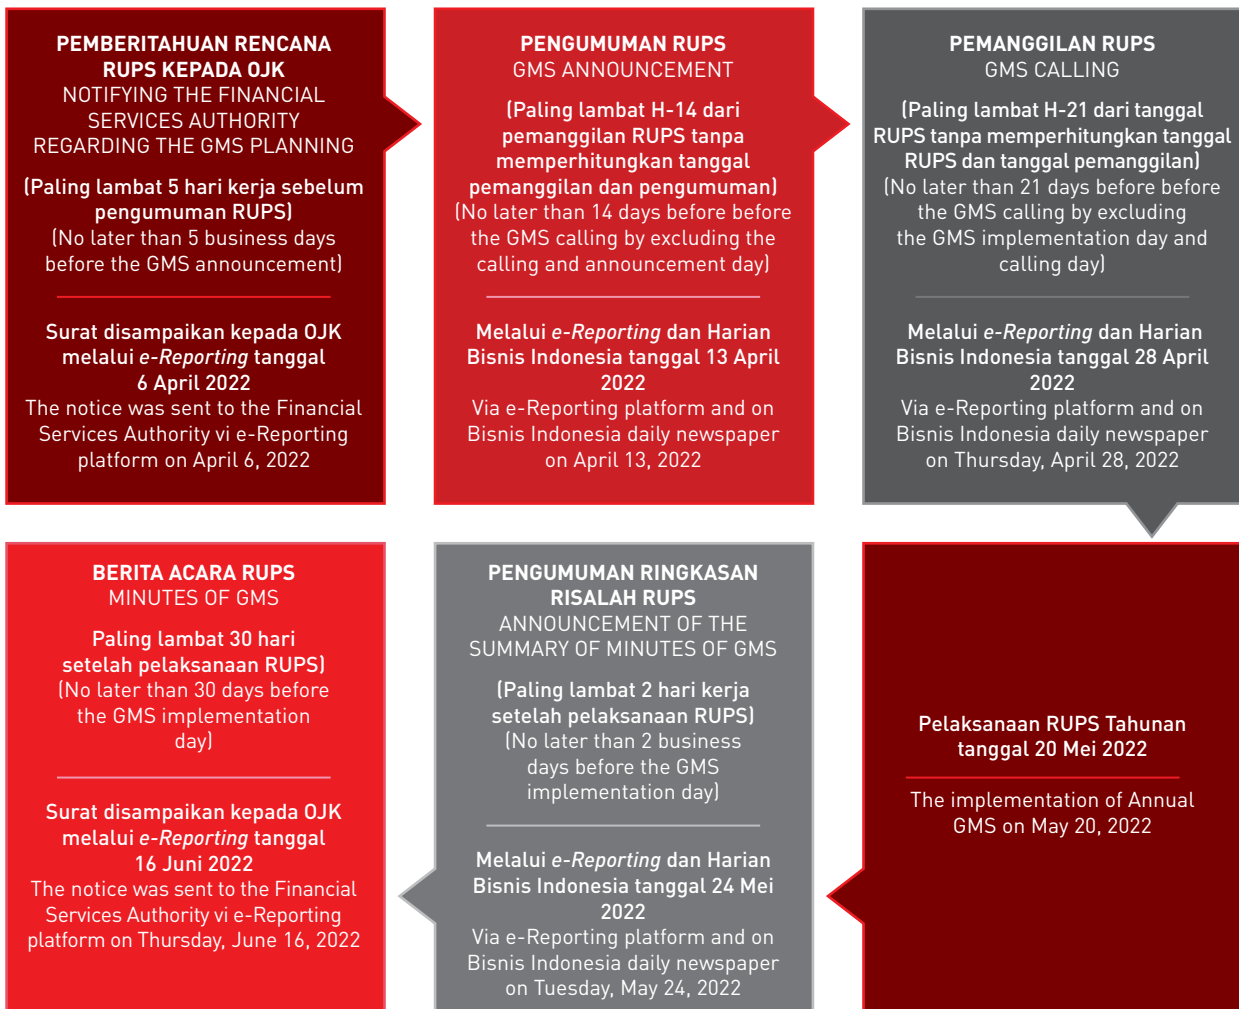 PEMBERITAHUAN RENCANA
RUPS KEPADA OJK
NOTIFYING THE FINANCIAL
SERVICES AUTHORITY
REGARDING THE GMS PLANNING
(Paling lambat 5 hari kerja sebelum
pengumuman RUPS)
(No later than 5 business days
before the GMS announcement)
Surat disampaikan kepada OJK
melalui e-Reporting tanggal
6 April 2022
The notice was sent to the Financial
Services Authority vi e-Reporting
platform on April 6, 2022
PENGUMUMAN RUPS
GMS ANNOUNCEMENT
(Paling lambat H-14 dari
pemanggilan RUPS tanpa
memperhitungkan tanggal
pemanggilan dan pengumuman)
(No later than 14 days before before
the GMS calling by excluding the
calling and announcement day)
Melalui e-Reporting dan Harian
Bisnis Indonesia tanggal 13 April
2022
Via e-Reporting platform and on
Bisnis Indonesia daily newspaper
on April 13, 2022
PEMANGGILAN RUPS
GMS CALLING
(Paling lambat H-21 dari tanggal
RUPS tanpa memperhitungkan tanggal
RUPS dan tanggal pemanggilan)
(No later than 21 days before before
the GMS calling by excluding
the GMS implementation day and
calling day)
Melalui e-Reporting dan Harian
Bisnis Indonesia tanggal 28 April
2022
Via e-Reporting platform and on
Bisnis Indonesia daily newspaper
on Thursday, April 28, 2022
Pelaksanaan RUPS Tahunan
tanggal 20 Mei 2022
The implementation of Annual
GMS on May 20, 2022
PENGUMUMAN RINGKASAN
RISALAH RUPS
ANNOUNCEMENT OF THE
SUMMARY OF MINUTES OF GMS
(Paling lambat 2 hari kerja
setelah pelaksanaan RUPS)
(No later than 2 business
days before the GMS
implementation day)
Melalui e-Reporting dan Harian
Bisnis Indonesia tanggal 24 Mei
2022
Via e-Reporting platform and on
Bisnis Indonesia daily newspaper
on Tuesday, May 24, 2022
BERITA ACARA RUPS
MINUTES OF GMS
Paling lambat 30 hari
setelah pelaksanaan RUPS)
(No later than 30 days before
the GMS implementation
day)
Surat disampaikan kepada OJK
melalui e-Reporting tanggal
16 Juni 2022
The notice was sent to the Financial
Services Authority vi e-Reporting
platform on Thursday, June 16, 2022